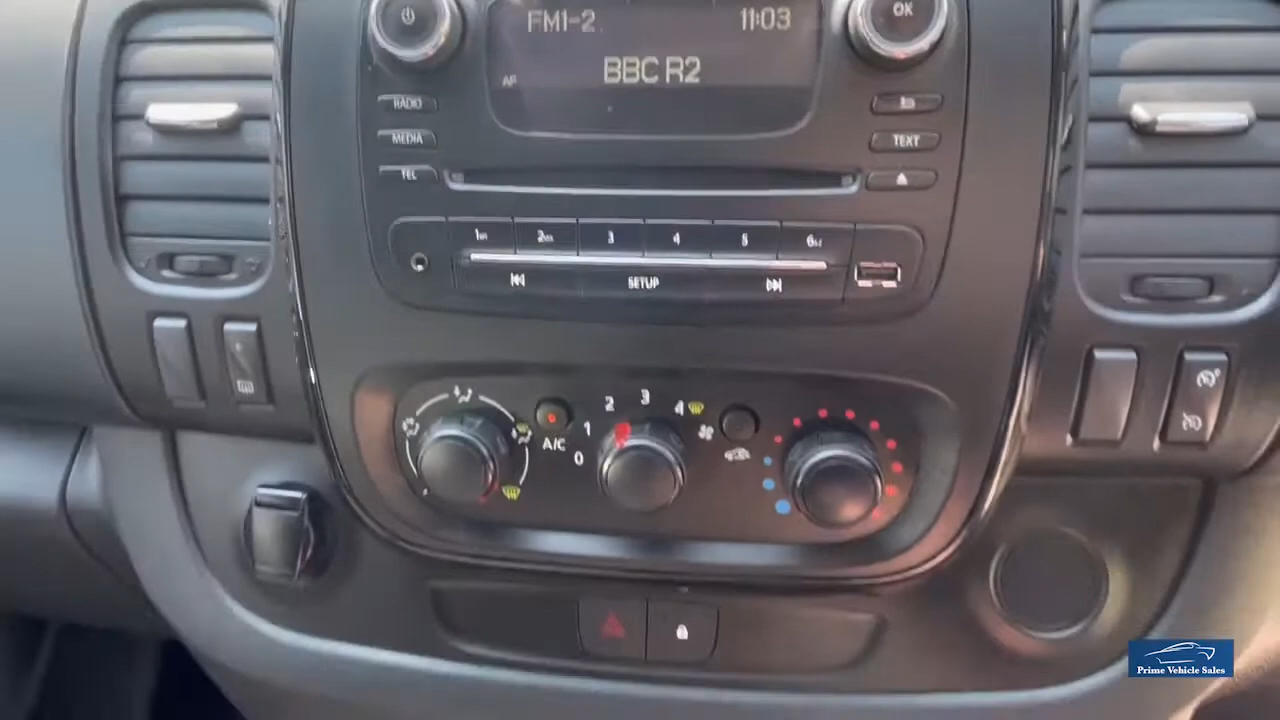 FM1-2
11:03
OK
BBC R2
AF
RADIO
MEDIA
TEXT
TEL
1
2
3
4
5
6
SETUP
0 1 2 3 4
A/C
Prime Vehicle Sales